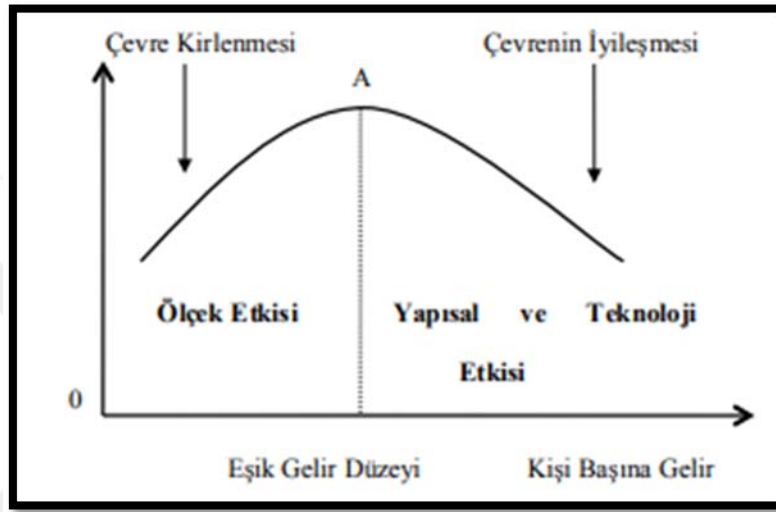 Çevre Kirlenmesi
Çevrenin İyileşmesi
A
Ölçek Etkisi
Yapısal ve Teknoloji
Etkisi
0
Eşik Gelir Düzeyi
Kişi Başına Gelir